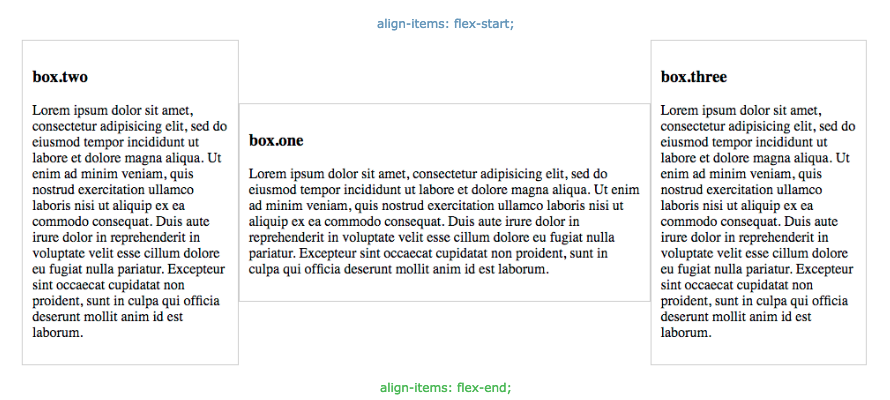 align-items: flex-start;
box.two
Lorem ipsum dolor sit amet,
consectetur adipisicing elit, sed do
eiusmod tempor incididunt ut
labore et dolore magna aliqua. Ut
enim ad minim veniam, quis
nostrud exercitation ullamco
laboris nisi ut aliquip ex ea
commodo consequat. Duis aute
irure dolor in reprehenderit in
voluptate velit esse cillum dolore
eu fugiat nulla pariatur. Excepteur
sint occaecat cupidatat non
proident, sunt in culpa qui officia
deserunt mollit anim id est
laborum.
box.one
Lorem ipsum dolor sit amet, consectetur adipisicing elit, sed do
eiusmod tempor incididunt ut labore et dolore magna aliqua. Ut enim
ad minim veniam, quis nostrud exercitation ullamco laboris nisi ut
aliquip ex ea commodo consequat. Duis aute irure dolor in
reprehenderit in voluptate velit esse cillum dolore eu fugiat nulla
pariatur. Excepteur sint occaecat cupidatat non proident, sunt in
culpa qui officia deserunt mollit anim id est laborum.
box.three
Lorem ipsum dolor sit amet,
consectetur adipisicing elit, sed do
eiusmod tempor incididunt ut
labore et dolore magna aliqua. Ut
enim ad minim veniam, quis
nostrud exercitation ullamco
laboris nisi ut aliquip ex ea
commodo consequat. Duis aute
irure dolor in reprehenderit in
voluptate velit esse cillum dolore
eu fugiat nulla pariatur. Excepteur
sint occaecat cupidatat non
proident, sunt in culpa qui officia
deserunt mollit anim id est
laborum.
align-items: flex-end;